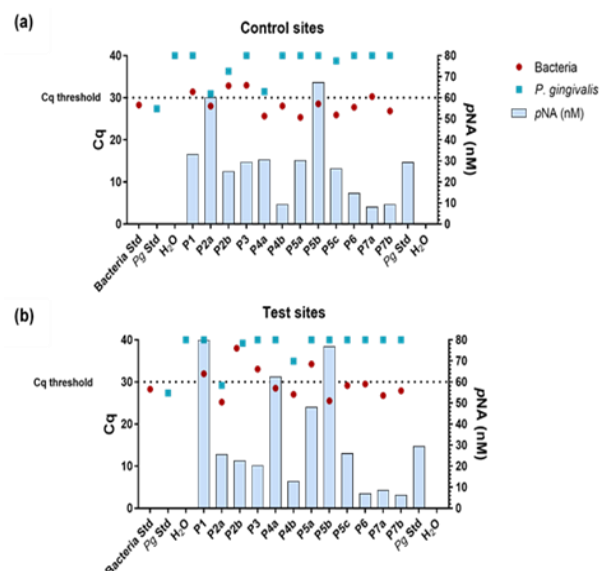 (a)
Control sites
40
30
20
10
0
Cq threshold
Cq
80
70
60
50
40
30
20
10
0
pNA (nM)
Bacteria
P. gingivalis
pNA (nM)
Bacteria Std
Pg Std
H₂O
P1
P2a
P2b
P3
P4a
P4b
P5a
P5b
P5c
P6
P7a
P7b
Pg Std
H₂O
(b)
Test sites
40
30
20
10
0
Cq threshold
Cq
80
70
60
50
40
30
20
10
0
pNA (nM)
Bacteria Std
Pg Std
H₂O
P1
P2a
P2b
P3
P4a
P4b
P5a
P5b
P5c
P6
P7a
P7b
Pg Std
H₂O